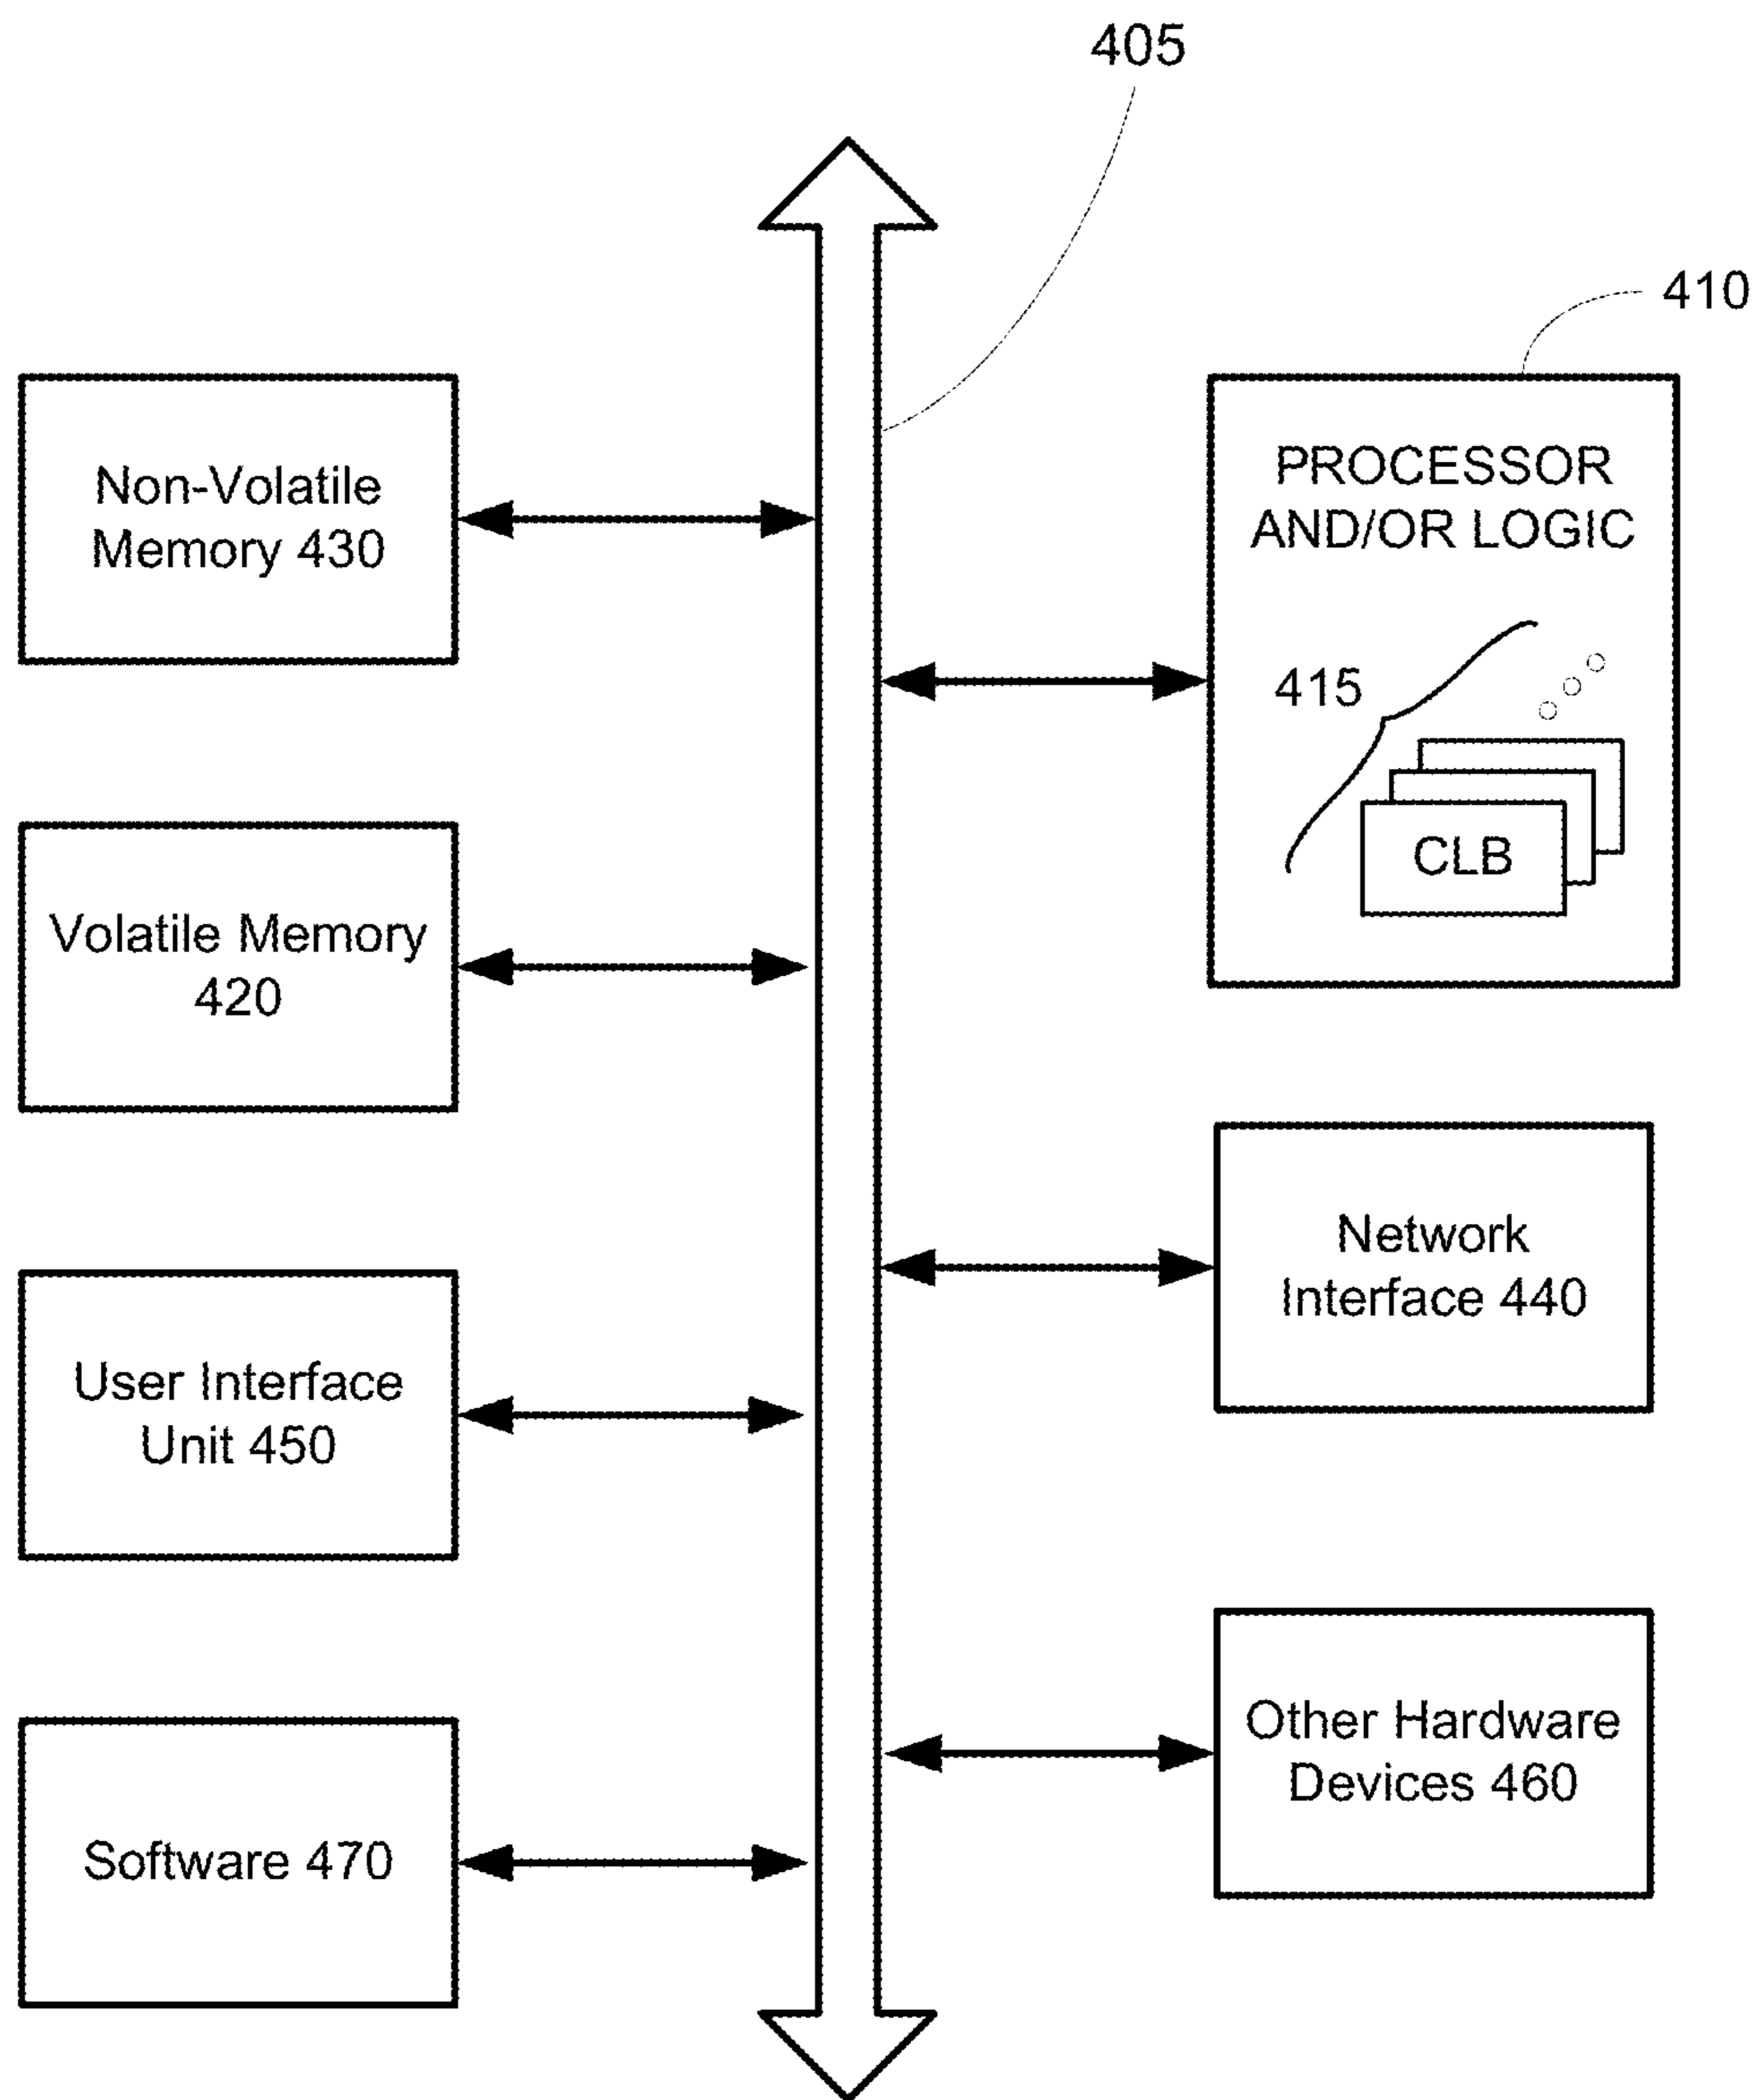 405
410
Non-Volatile
Memory 430
PROCESSOR
AND/OR LOGIC
415
CLB
Volatile Memory
420
Network
Interface 440
User Interface
Unit 450
Other Hardware
Devices 460
Software 470